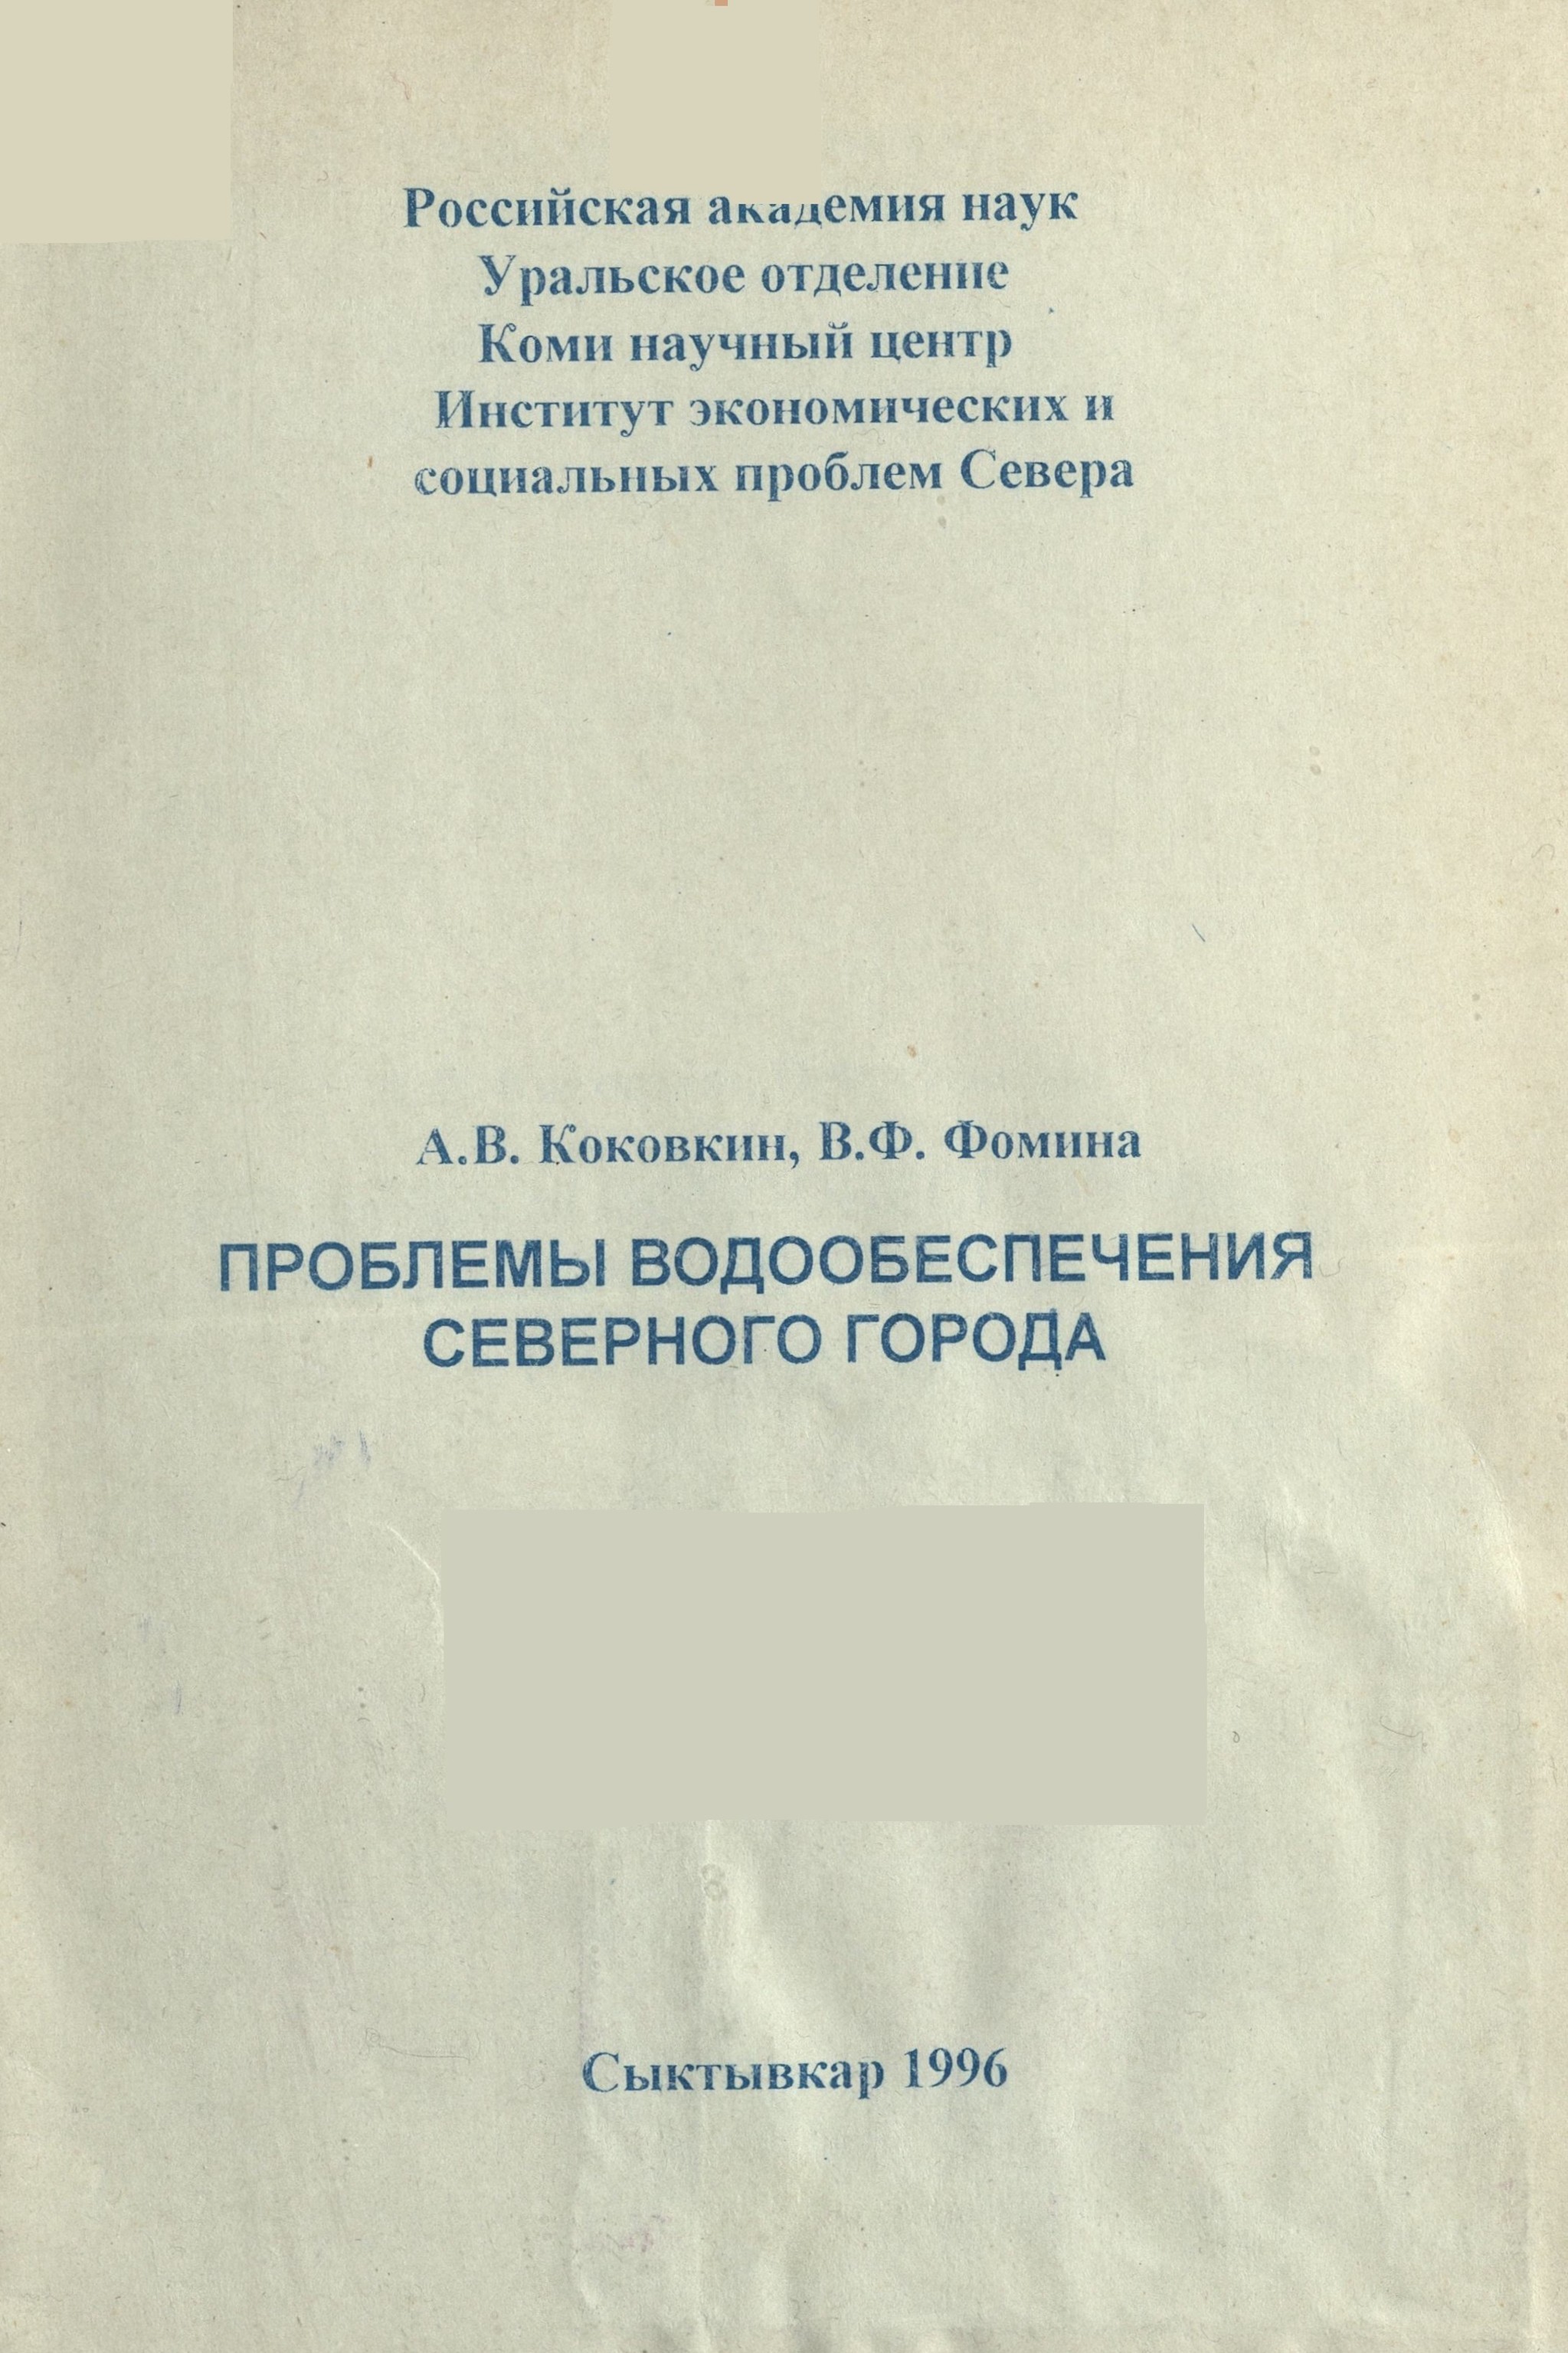 Российская академия наук
Уральское отделение
Коми научный центр
Институт экономических и
социальных проблем Севера
А.В. Коковкин, В.Ф. Фомина
ПРОБЛЕМЫ ВОДООБЕСПЕЧЕНИЯ
СЕВЕРНОГО ГОРОДА
Сыктывкар 1996